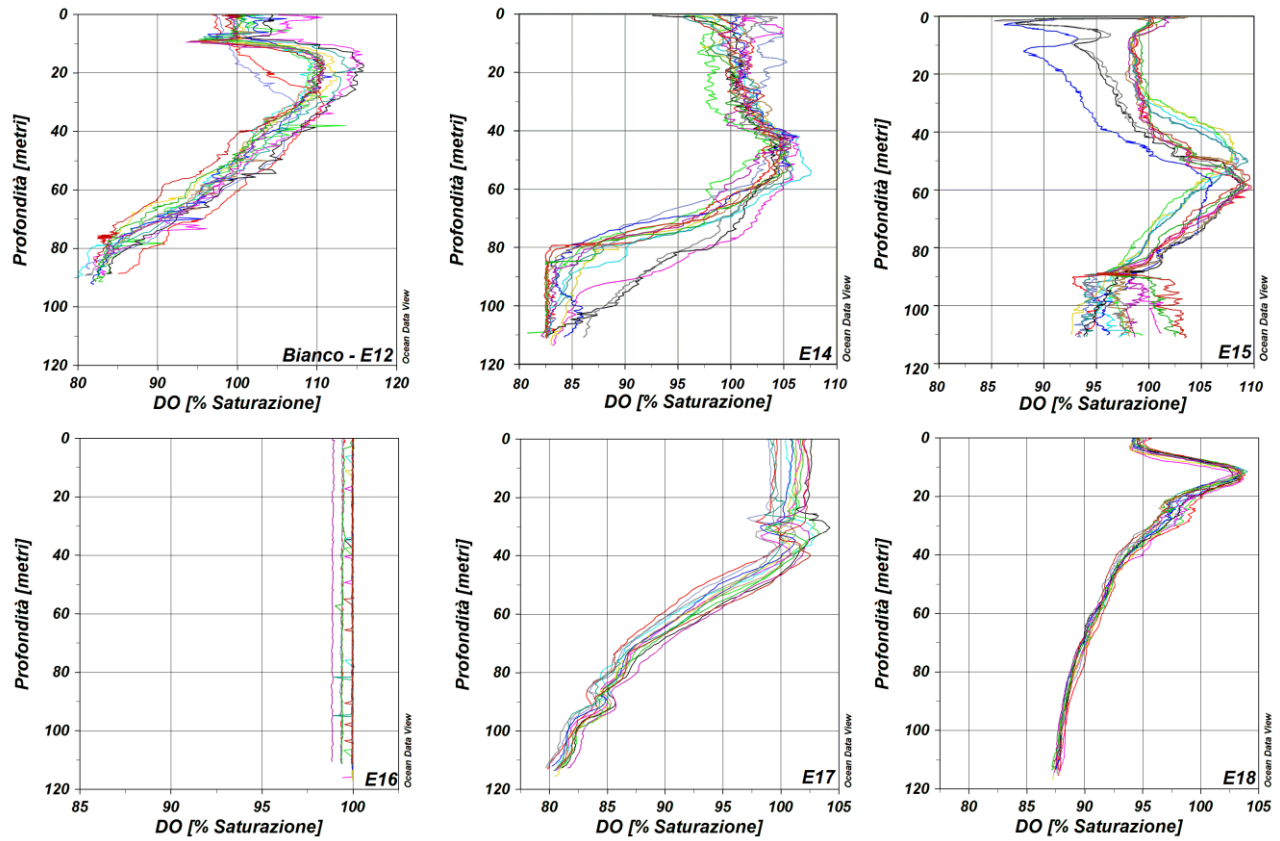 0
20
40
60
80
100
120
Profondità [metri]
80 90 100 110 120
DO [% Saturazione]
Bianco - E12
Ocean Data View
0
20
40
60
80
100
120
Profondità [metri]
80 85 90 95 100 105 110
DO [% Saturazione]
E14
Ocean Data View
0
20
40
60
80
100
120
Profondità [metri]
80 85 90 95 100 105 110
DO [% Saturazione]
E15
Ocean Data View
0
20
40
60
80
100
120
Profondità [metri]
85 90 95 100
DO [% Saturazione]
E16
Ocean Data View
0
20
40
60
80
100
120
Profondità [metri]
80 85 90 95 100 105
DO [% Saturazione]
E17
Ocean Data View
0
20
40
60
80
100
120
Profondità [metri]
80 85 90 95 100 105
DO [% Saturazione]
E18
Ocean Data View